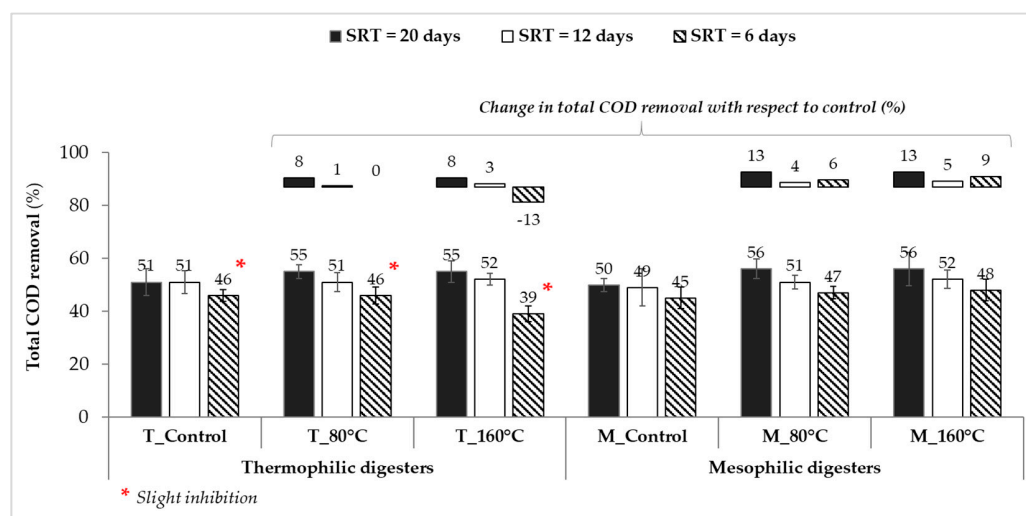 SRT = 20 days SRT = 12 days SRT = 6 days
Change in total COD removal with respect to control (%)
Total COD removal (%)
100
80
60
40
20
0
8 1 0 8 3 -13 13 4 6 13 5 9
51 51 46 * 55 51 46 * 55 52 39 * 50 49 45 56 51 47 56 52 48
T_Control T_80°C T_160°C M_Control M_80°C M_160°C
Thermophilic digesters Mesophilic digesters
* Slight inhibition